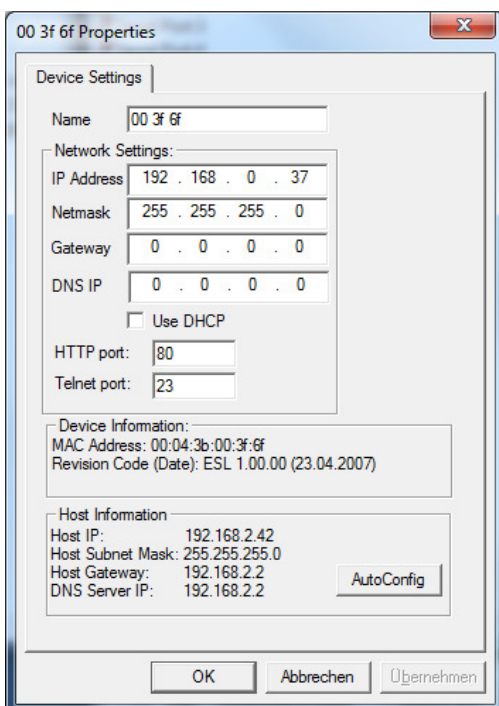 00 3f 6f Properties
Device Settings
Name 00 3f 6f
Network Settings:
IP Address 192 . 168 . 0 . 37
Netmask 255 . 255 . 255 . 0
Gateway 0 . 0 . 0 . 0
DNS IP 0 . 0 . 0 . 0
Use DHCP
HTTP port: 80
Telnet port: 23
Device Information:
MAC Address: 00:04:3b:00:3f:6f
Revision Code (Date): ESL 1.00.00 (23.04.2007)
Host Information
Host IP: 192.168.2.42
Host Subnet Mask: 255.255.255.0
Host Gateway: 192.168.2.2
DNS Server IP: 192.168.2.2
AutoConfig
OK Abbrechen Übernehmen